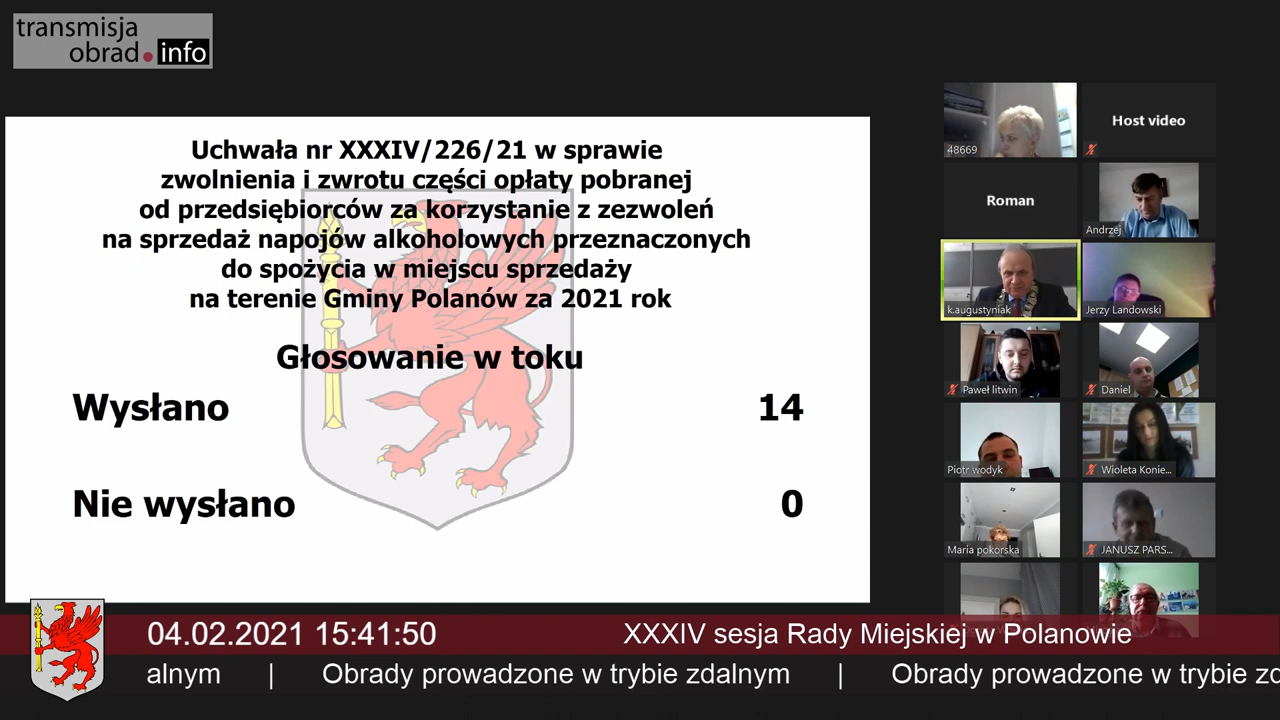 transmisja
obrad.info
Uchwała nr XXXIV/226/21 w sprawie
zwolnienia i zwrotu części opłaty pobranej
od przedsiębiorców za korzystanie z zezwoleń
na sprzedaż napojów alkoholowych przeznaczonych
do spożycia w miejscu sprzedaży
na terenie Gminy Polanów za 2021 rok
Głosowanie w toku
Wysłano 14
Nie wysłano 0
48669
Host video
Roman
Andrzej
k.augustyniak
Jerzy Landowski
Paweł litwin
Daniel
Piotr wodyk
Wioleta Konie...
Maria pokorska
JANUSZ PARS...
04.02.2021 15:41:50 XXXIV sesja Rady Miejskiej w Polanowie
alnym | Obrady prowadzone w trybie zdalnym | Obrady prowadzone w trybie zd